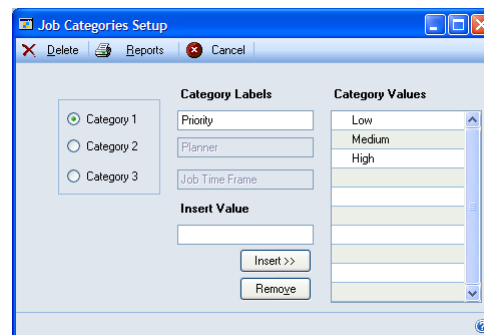 Job Categories Setup
Delete Reports Cancel
Category Labels Category Values
Category 1 Priority Low
Category 2 Planner Medium
High
Category 3 Job Time Frame
Insert Value
Insert >>
Remove